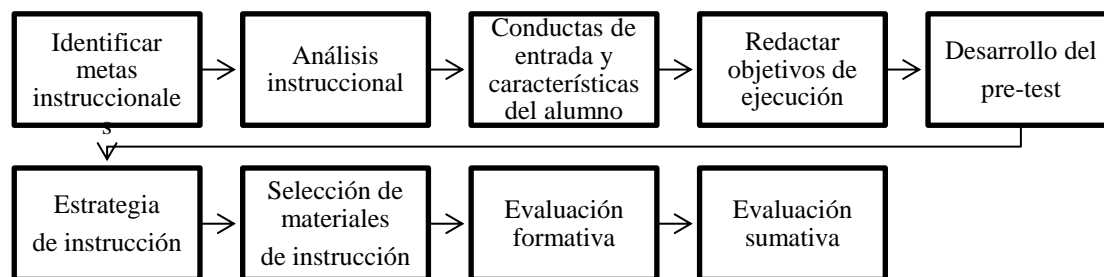 Identificar
metas
instruccionale
s
Análisis
instruccional
Conductas de
entrada y
características
del alumno
Redactar
objetivos de
ejecución
Desarrollo del
pre-test
Estrategia
de instrucción
Selección de
materiales
de instrucción
Evaluación
formativa
Evaluación
sumativa